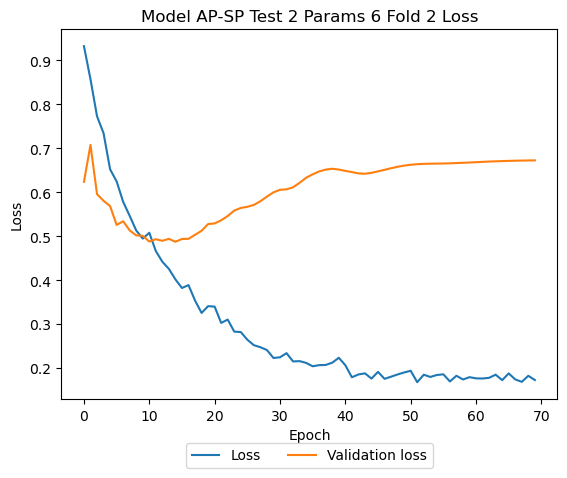 Model AP-SP Test 2 Params 6 Fold 2 Loss
Loss
0.9
0.8
0.7
0.6
0.5
0.4
0.3
0.2
0 10 20 30 40 50 60 70
Epoch
Loss Validation loss